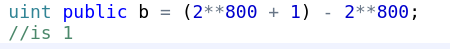 uint public b = (2**800 + 1) - 2**800;
//is 1